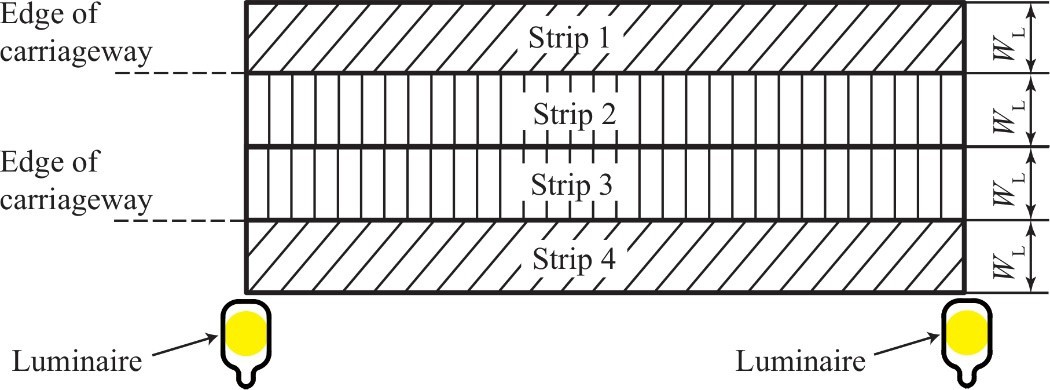 Edge of
carriageway
Strip 1
W_L
Strip 2
W_L
Edge of
carriageway
Strip 3
W_L
Strip 4
W_L
Luminaire
Luminaire